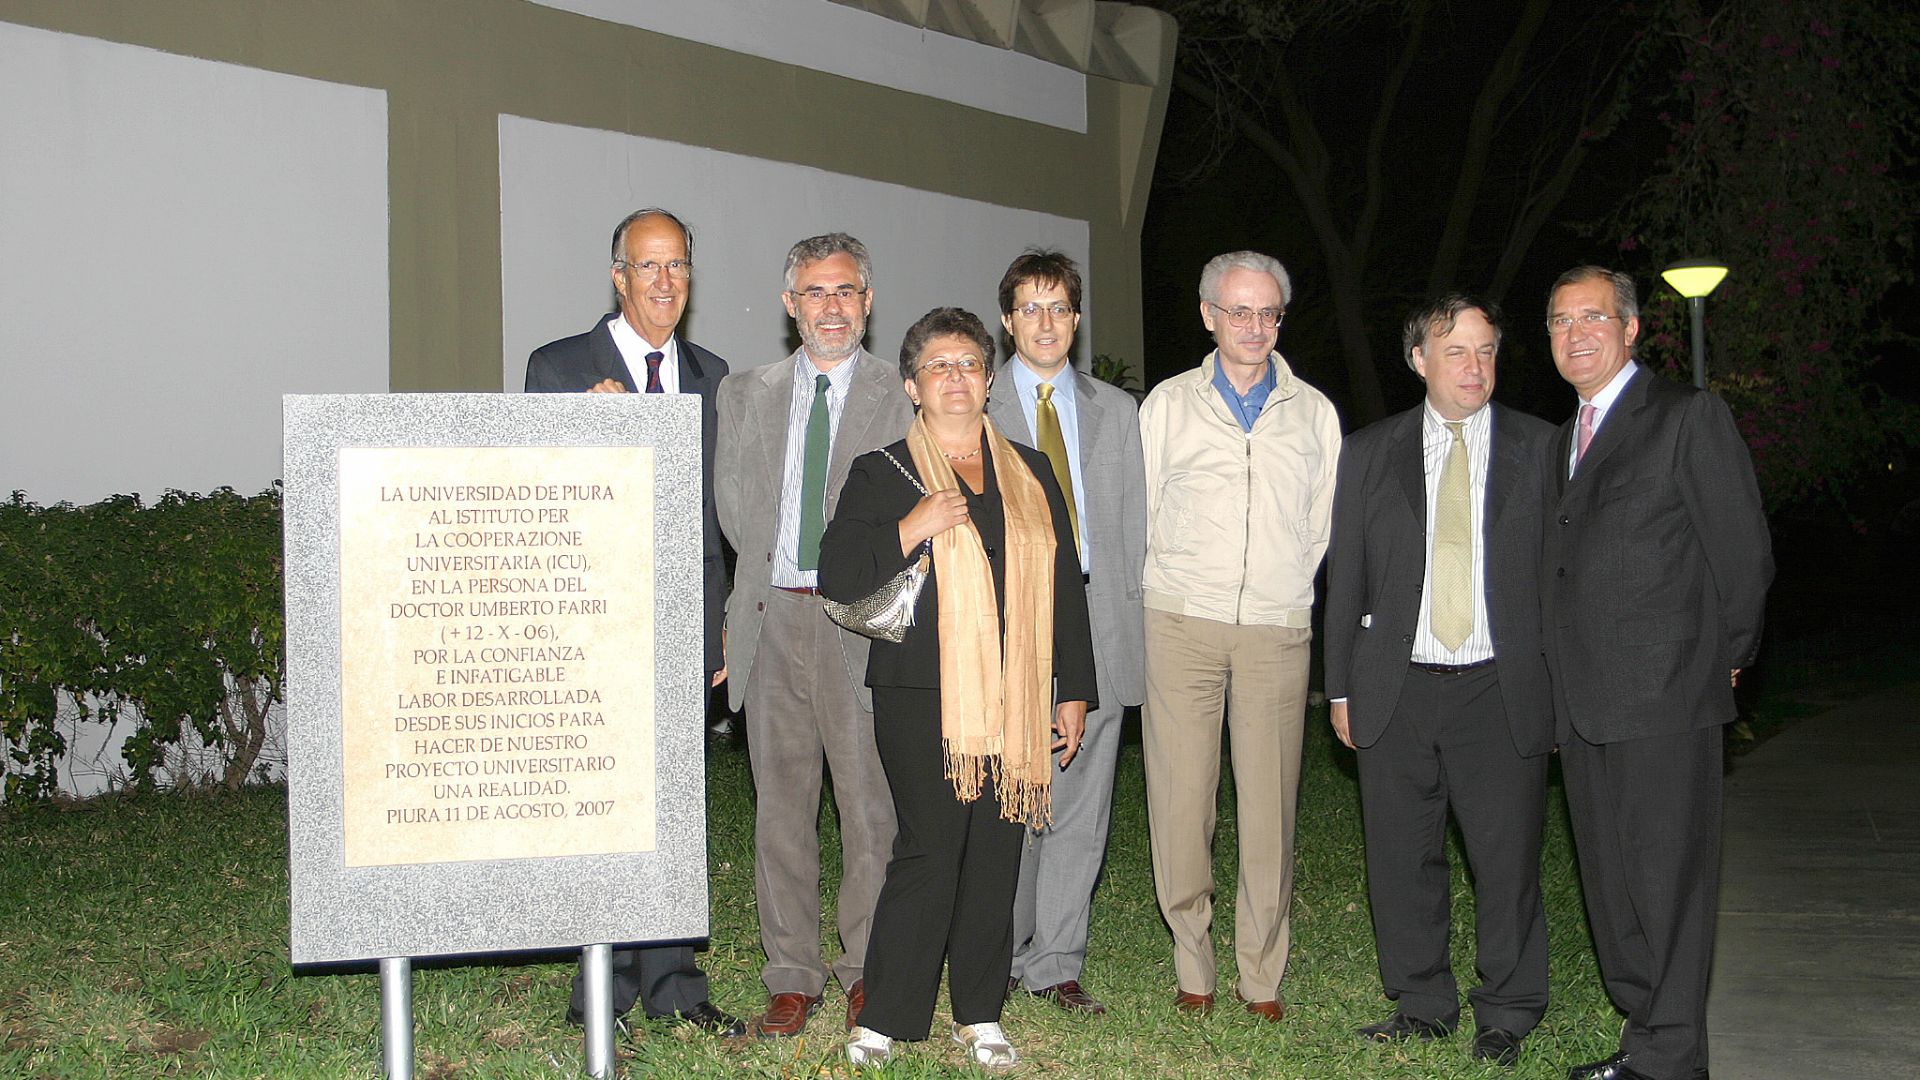 LA UNIVERSIDAD DE PIURA
AL ISTITUTO PER
LA COOPERAZIONE
UNIVERSITARIA (ICU),
EN LA PERSONA DEL
DOCTOR UMBERTO FARRI
(+ 12 - X - 06),
POR LA CONFIANZA
E INFATIGABLE
LABOR DESARROLLADA
DESDE SUS INICIOS PARA
HACER DE NUESTRO
PROYECTO UNIVERSITARIO
UNA REALIDAD.
PIURA 11 DE AGOSTO, 2007